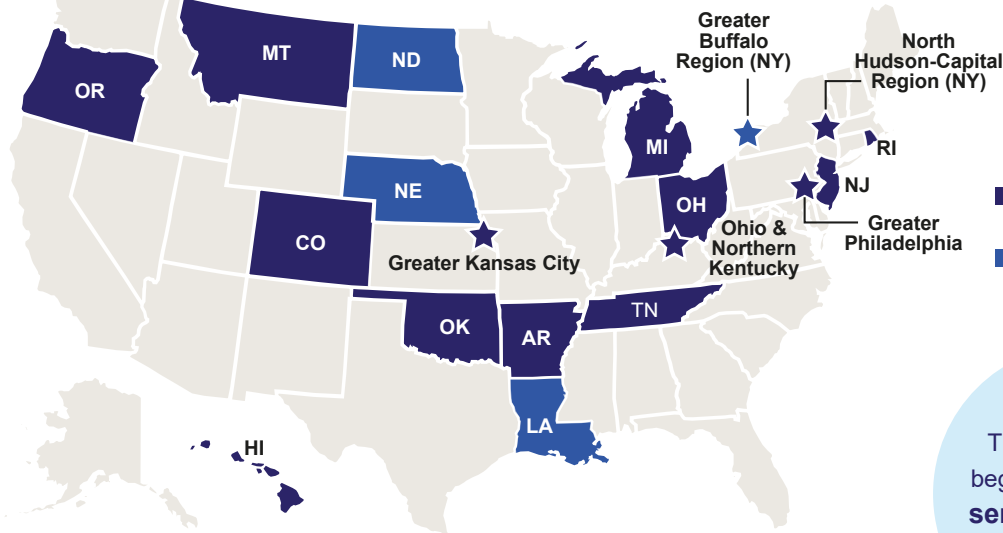 Greater
Buffalo
Region (NY)
North
Hudson-Capital
Region (NY)
MT
ND
OR
MI
RI
NE
NJ
OH
CO
Ohio &
Northern
Kentucky
Greater
Philadelphia
Greater Kansas City
OK
AR
TN
LA
HI